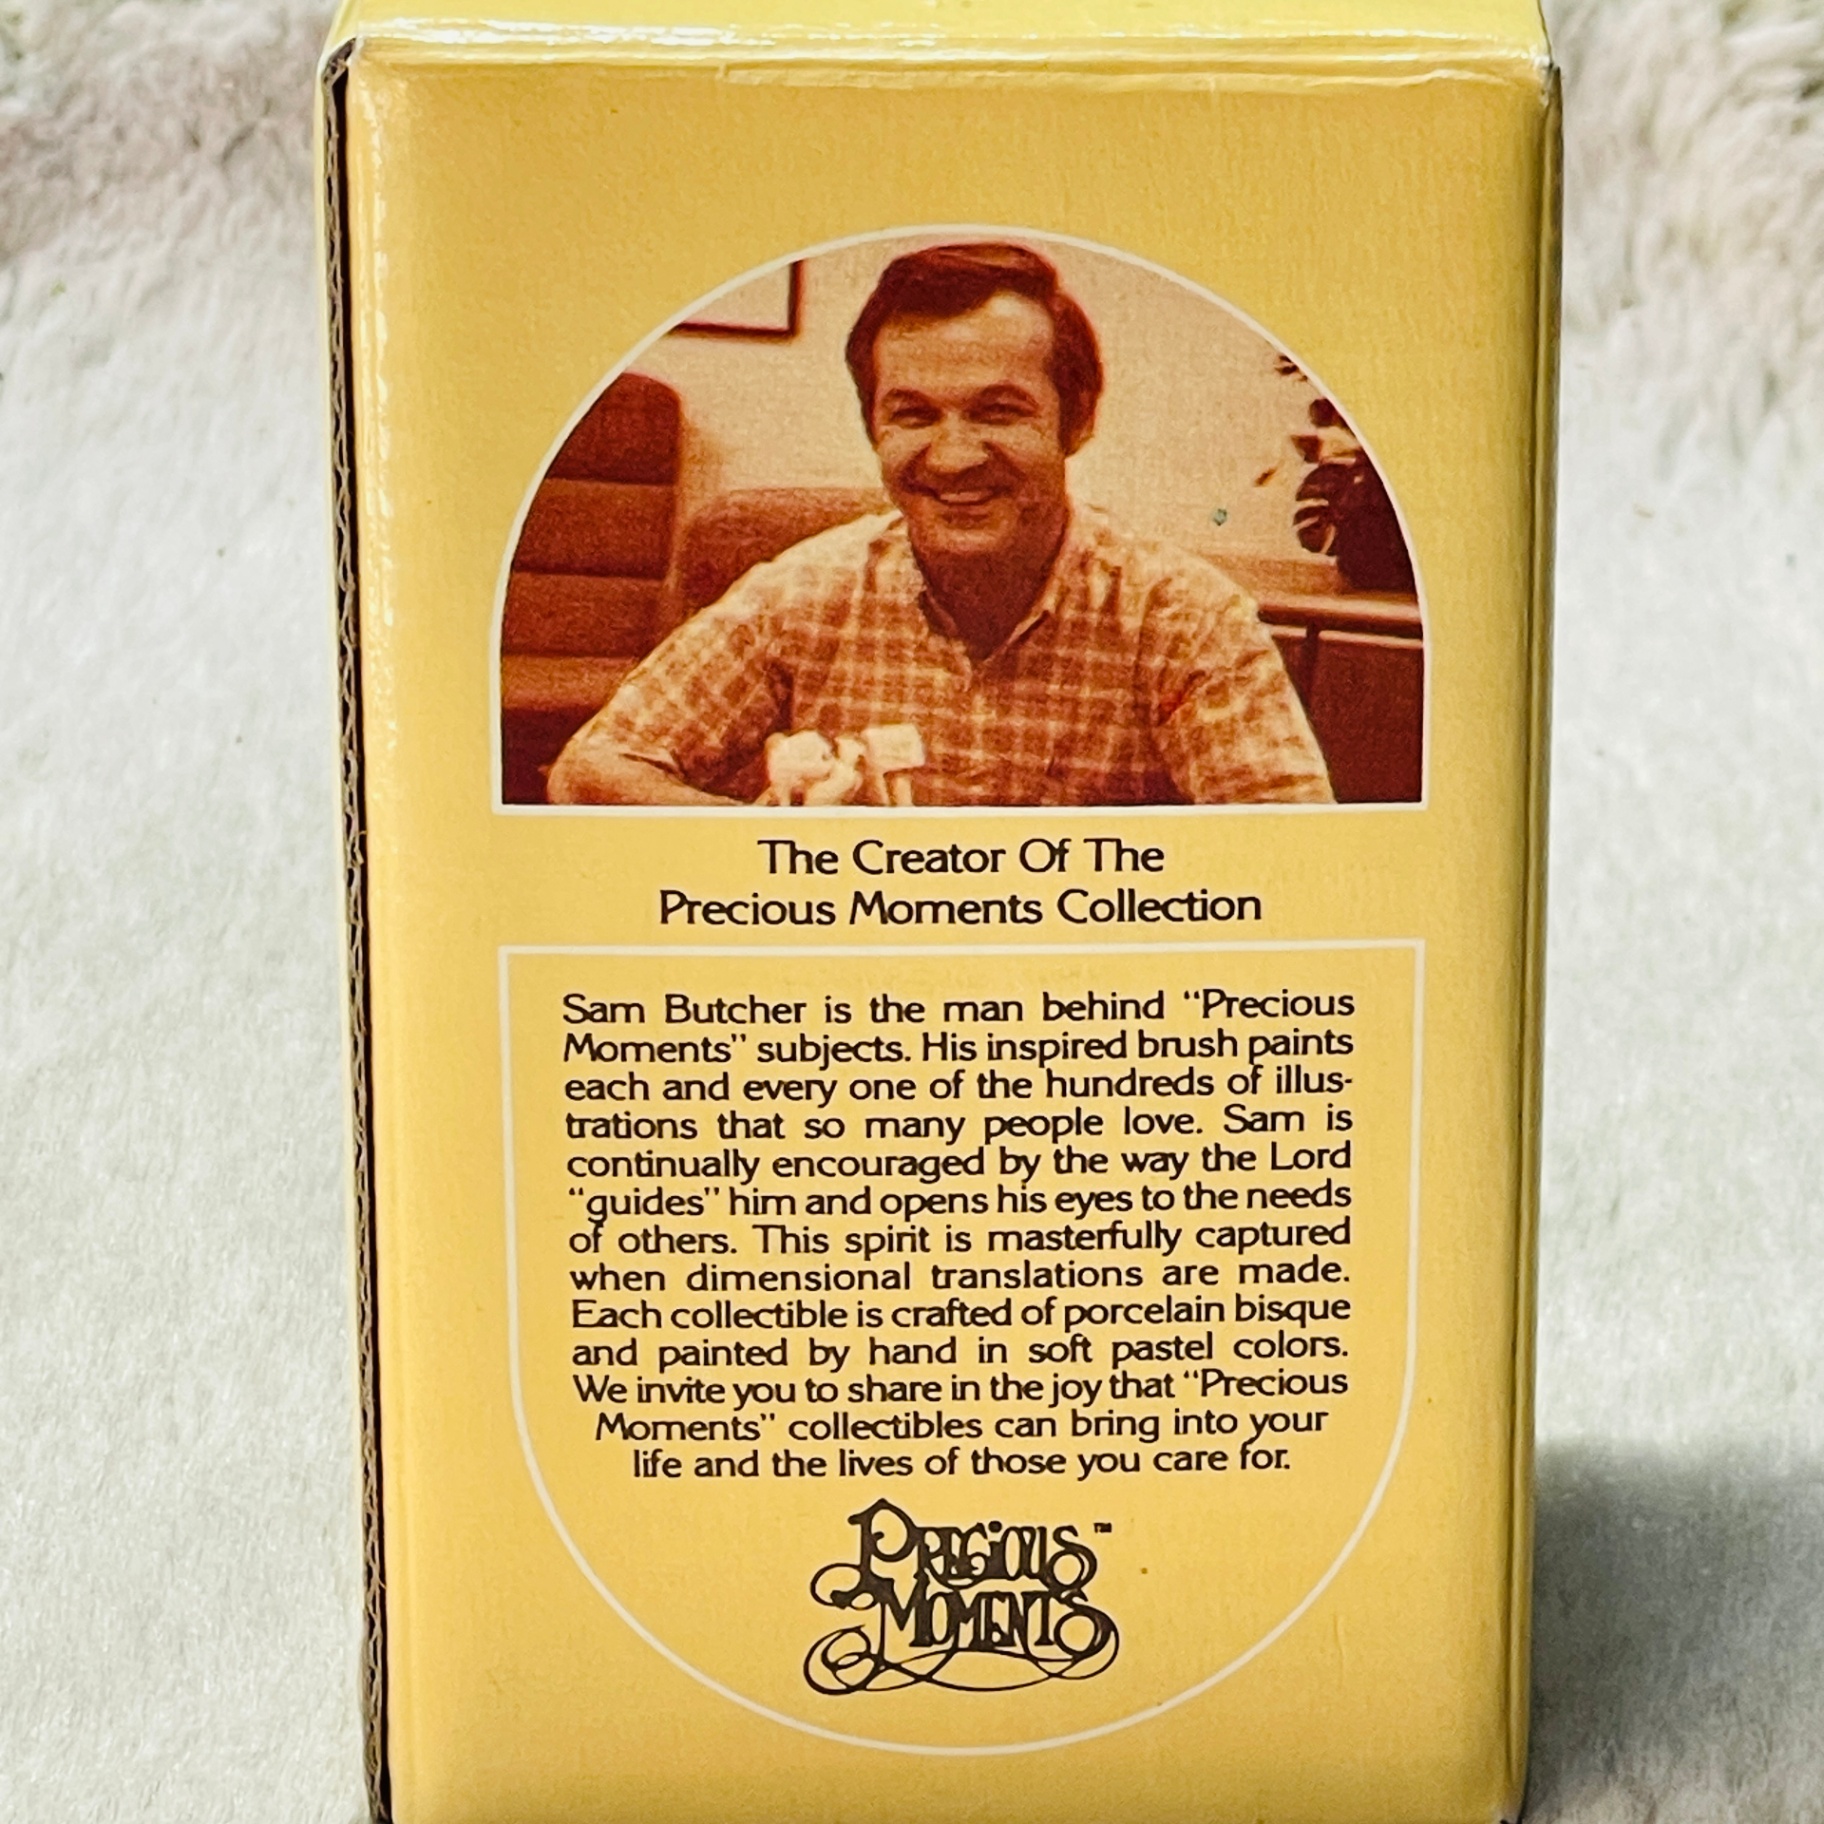 The Creator Of The
Precious Moments Collection
Sam Butcher is the man behind "Precious
Moments" subjects. His inspired brush paints
each and every one of the hundreds of illus-
trations that so many people love. Sam is
continually encouraged by the way the Lord
"guides" him and opens his eyes to the needs
of others. This spirit is masterfully captured
when dimensional translations are made.
Each collectible is crafted of porcelain bisque
and painted by hand in soft pastel colors.
We invite you to share in the joy that "Precious
Moments" collectibles can bring into your
life and the lives of those you care for.
PRECIOUS™
MOMENTS